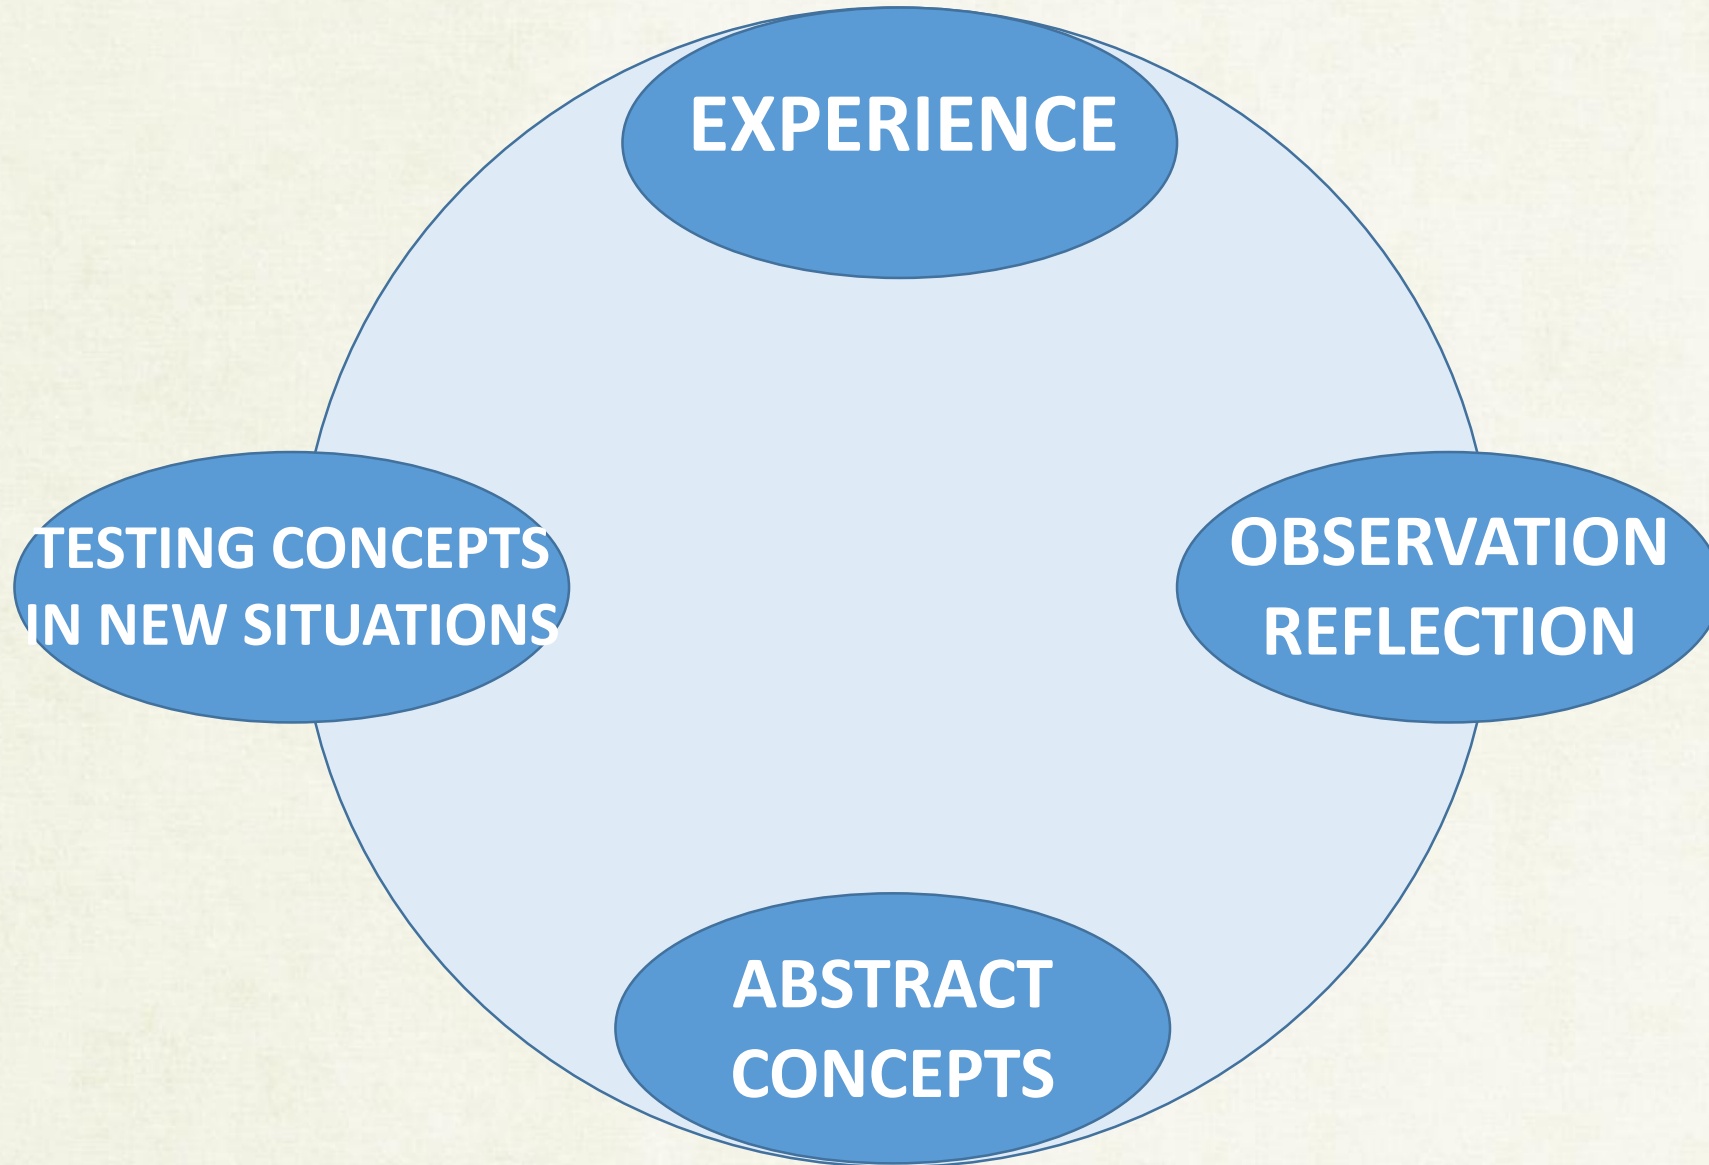 EXPERIENCE
TESTING CONCEPTS
IN NEW SITUATIONS
OBSERVATION
REFLECTION
ABSTRACT
CONCEPTS